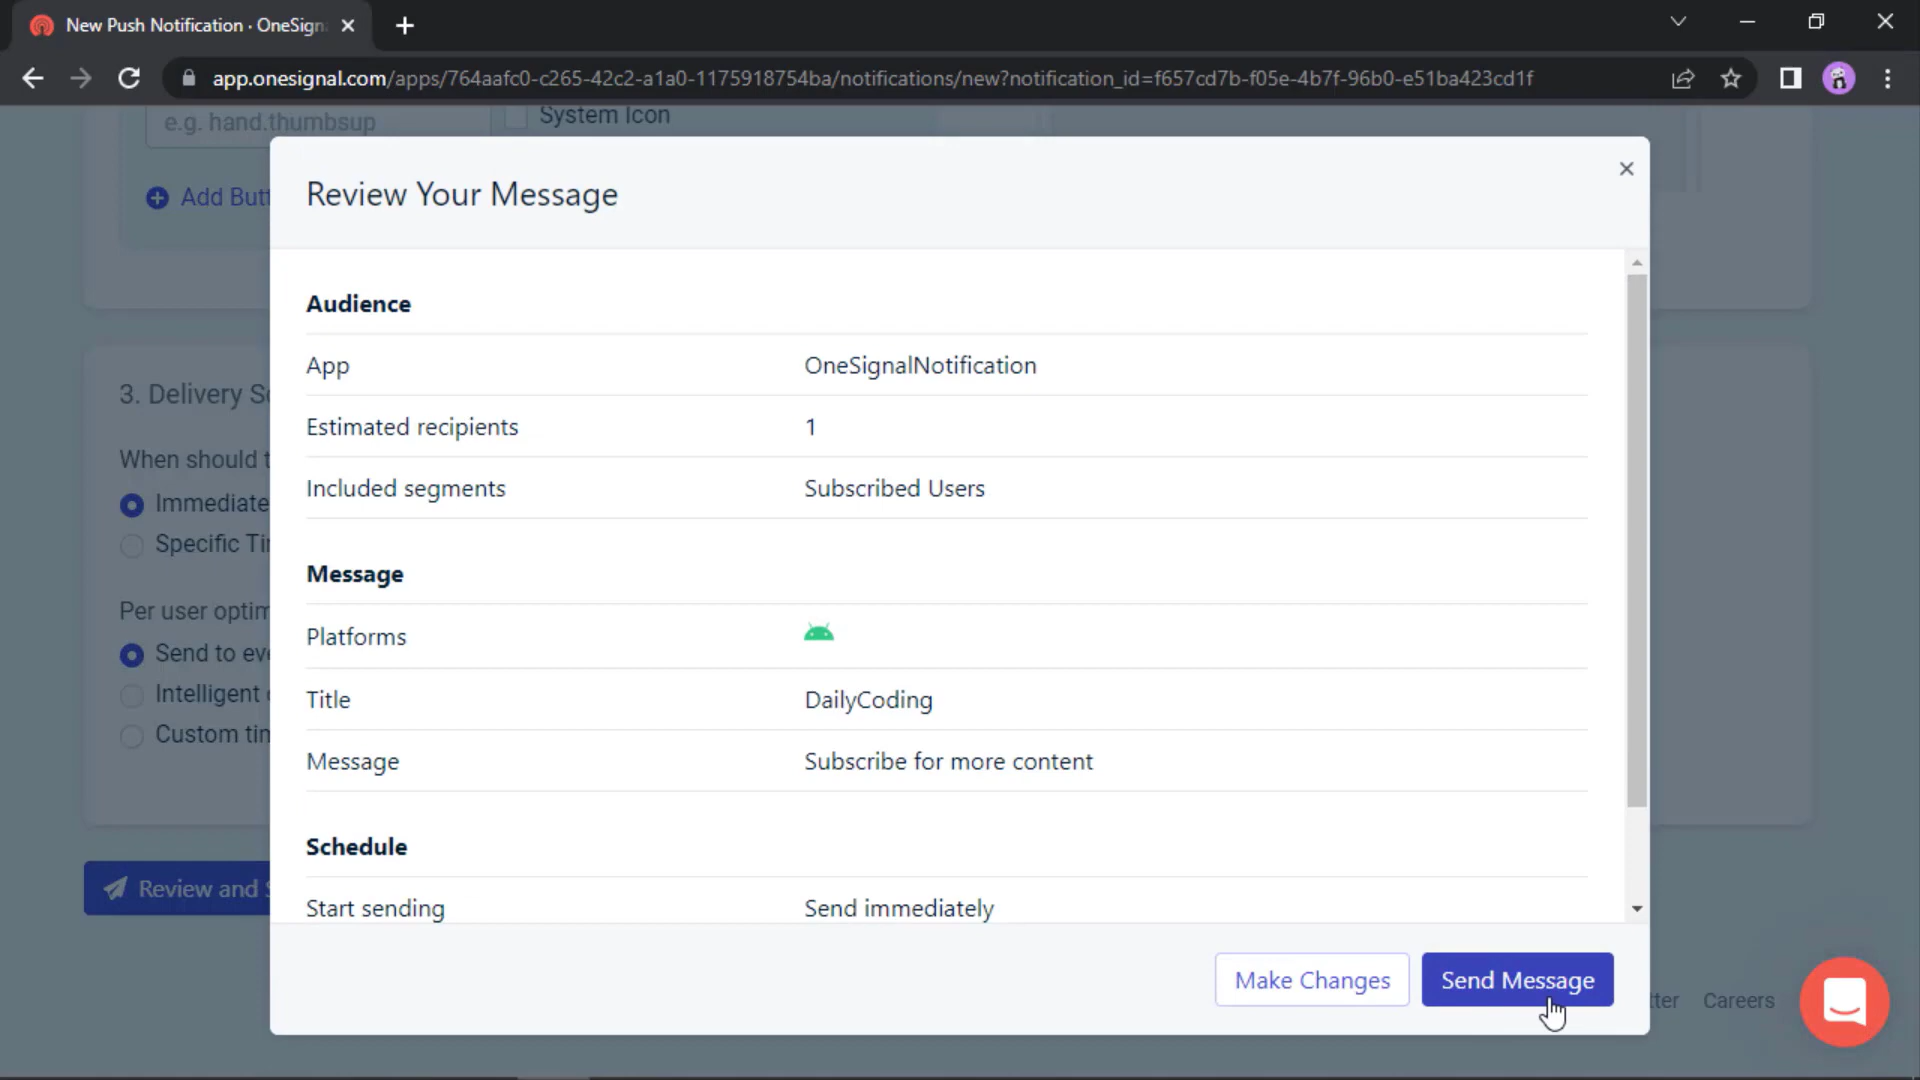 New Push Notification · OneSign
app.onesignal.com/apps/764aafc0-c265-42c2-a1a0-1175918754ba/notifications/new?notification_id=f657cd7b-f05e-4b7f-96b0-e51ba423cd1f
e.g. hand.thumbsup
System Icon
Add Butt
Review Your Message
Audience
App OneSignalNotification
Estimated recipients 1
Included segments Subscribed Users
Message
Platforms
Title DailyCoding
Message Subscribe for more content
Schedule
Start sending Send immediately
Make Changes
Send Message
3. Delivery Sc
When should t
Immediate
Specific Ti
Per user optim
Send to eve
Intelligent
Custom tim
Review and S
tter
Careers